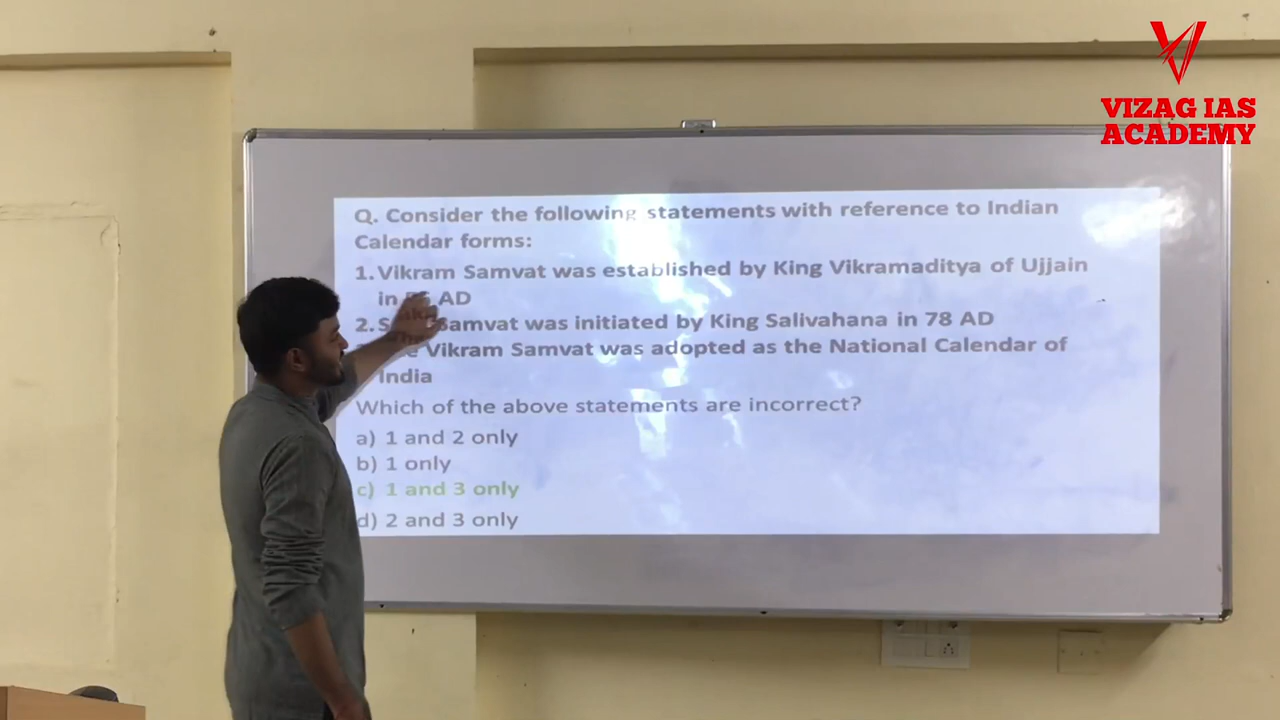 VIZAG IAS
ACADEMY
Q. Consider the following statements with reference to Indian
Calendar forms:
1. Vikram Samvat was established by King Vikramaditya of Ujjain
in AD
2. Samvat was initiated by King Salivahana in 78 AD
Vikram Samvat was adopted as the National Calendar of
India
Which of the above statements are incorrect?
a) 1 and 2 only
b) 1 only
c) 1 and 3 only
d) 2 and 3 only